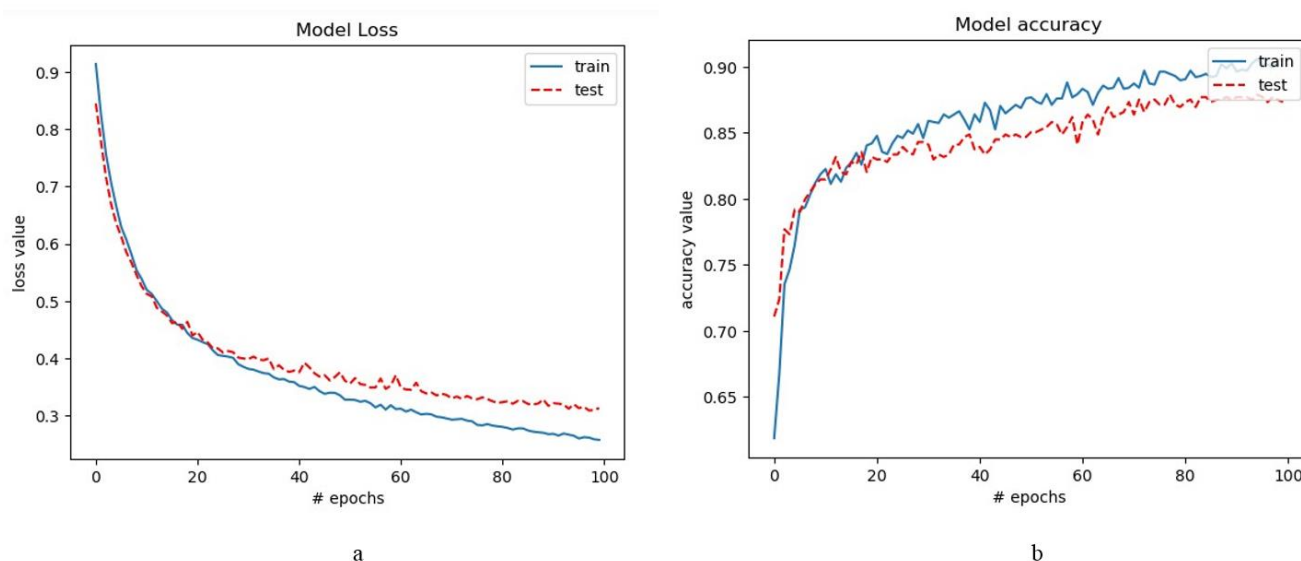 Model Loss
train
test
0.9
0.8
0.7
0.6
0.5
0.4
0.3
loss value
0
20
40
60
80
100
# epochs
a
Model accuracy
train
test
0.90
0.85
0.80
0.75
0.70
0.65
accuracy value
0
20
40
60
80
100
# epochs
b